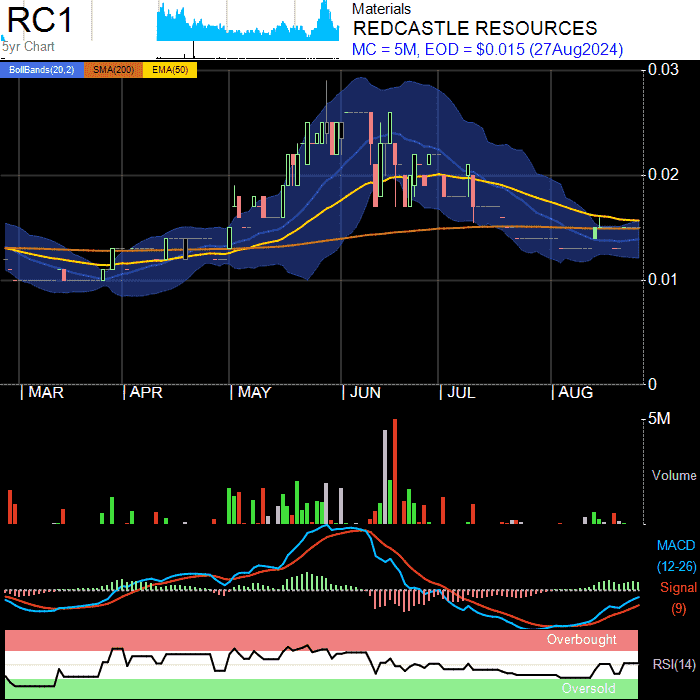 RC1
5yr Chart
Materials
REDCASTLE RESOURCES
MC = 5M, EOD = $0.015 (27Aug2024)
BollBands(20,2) SMA(200) EMA(50)
0.03
0.02
0.01
0
MAR APR MAY JUN JUL AUG
5M
Volume
MACD
(12-26)
Signal
(9)
Overbought
RSI(14)
Oversold